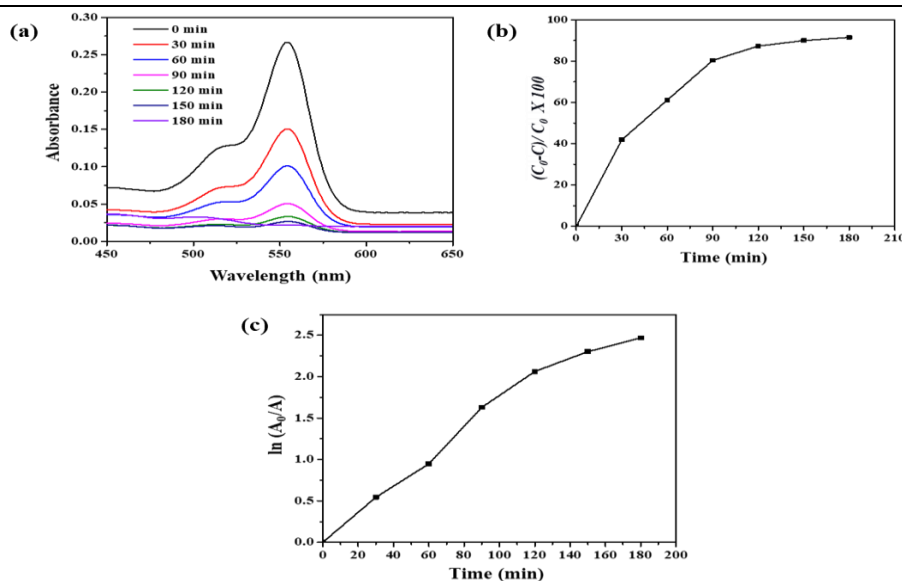 (a)
0.30
0.25
0.20
0.15
0.10
0.05
0.00
Absorbance
0 min
30 min
60 min
90 min
120 min
150 min
180 min
450 500 550 600 650
Wavelength (nm)
(b)
100
80
60
40
20
0
(C₀-C)/ C₀ X 100
0 30 60 90 120 150 180 210
Time (min)
(c)
2.5
2.0
1.5
1.0
0.5
0.0
ln (A₀/A)
0 20 40 60 80 100 120 140 160 180 200
Time (min)